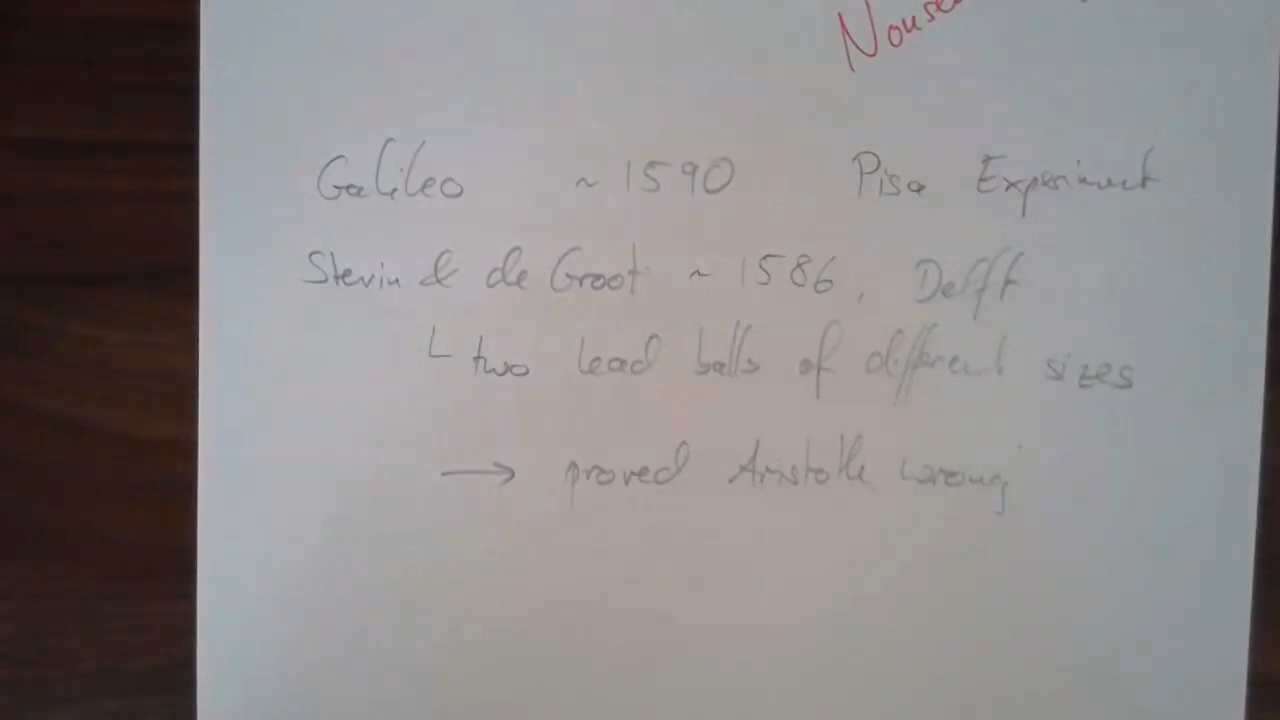 Galileo ~ 1590 Pisa Experiment
Stevin & de Groot ~ 1586, Delft
└ two lead balls of different sizes
→ proved Aristotle wrong